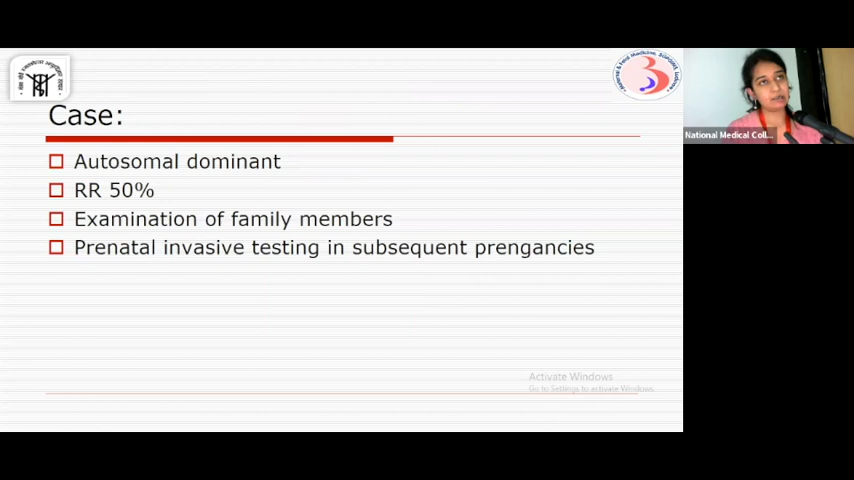 Case:
Autosomal dominant
RR 50%
Examination of family members
Prenatal invasive testing in subsequent prengancies
Activate Windows
Go to Settings to activate Windows.
National Medical Coll...